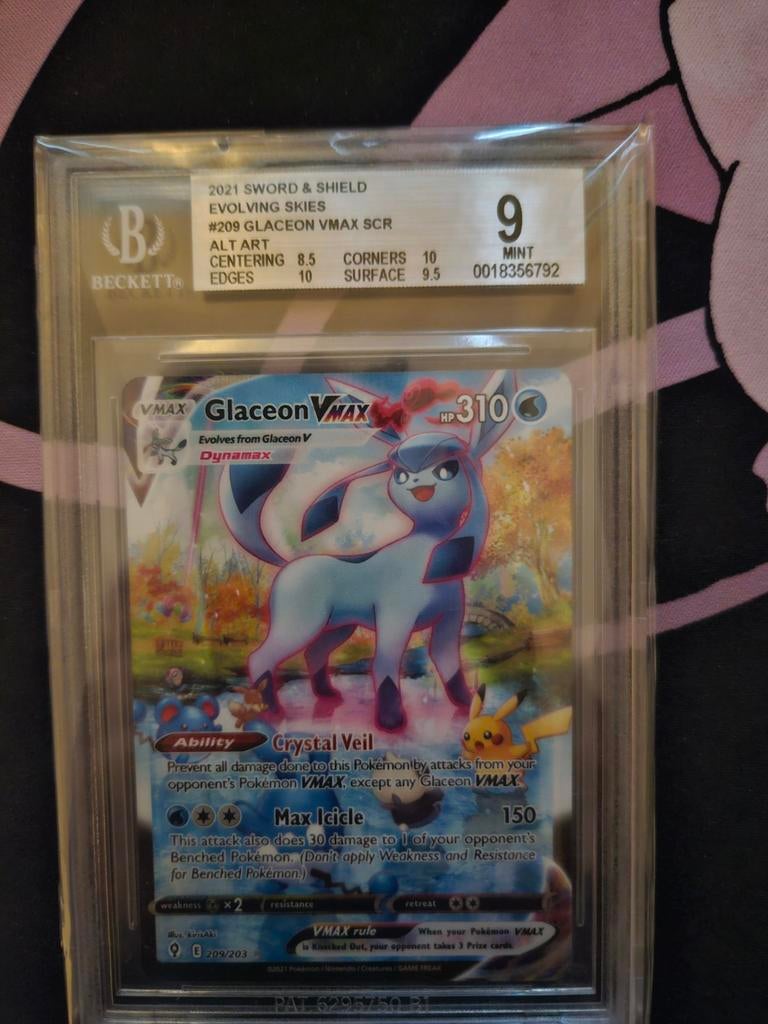 2021 SWORD & SHIELD
EVOLVING SKIES
#209 GLACEON VMAX SCR
ALT ART
CENTERING 8.5 CORNERS 10
EDGES 10 SURFACE 9.5
9
MINT
0018356792
B
BECKETT®
VMAX Glaceon VMAX HP 310
Evolves from Glaceon V
Dynamax
Ability Crystal Veil
Prevent all damage done to this Pokémon by attacks from your
opponent's Pokémon VMAX, except any Glaceon VMAX.
Max Icicle 150
This attack also does 30 damage to 1 of your opponent's
Benched Pokémon. (Don't apply Weakness and Resistance
for Benched Pokémon.)
weakness ×2 resistance retreat
Illus. kirisAki
VMAX rule When your Pokémon VMAX
is Knocked Out, your opponent takes 3 Prize cards.
E 209/203
©2021 Pokémon / Nintendo / Creatures / GAME FREAK
PAT 6295750 B1